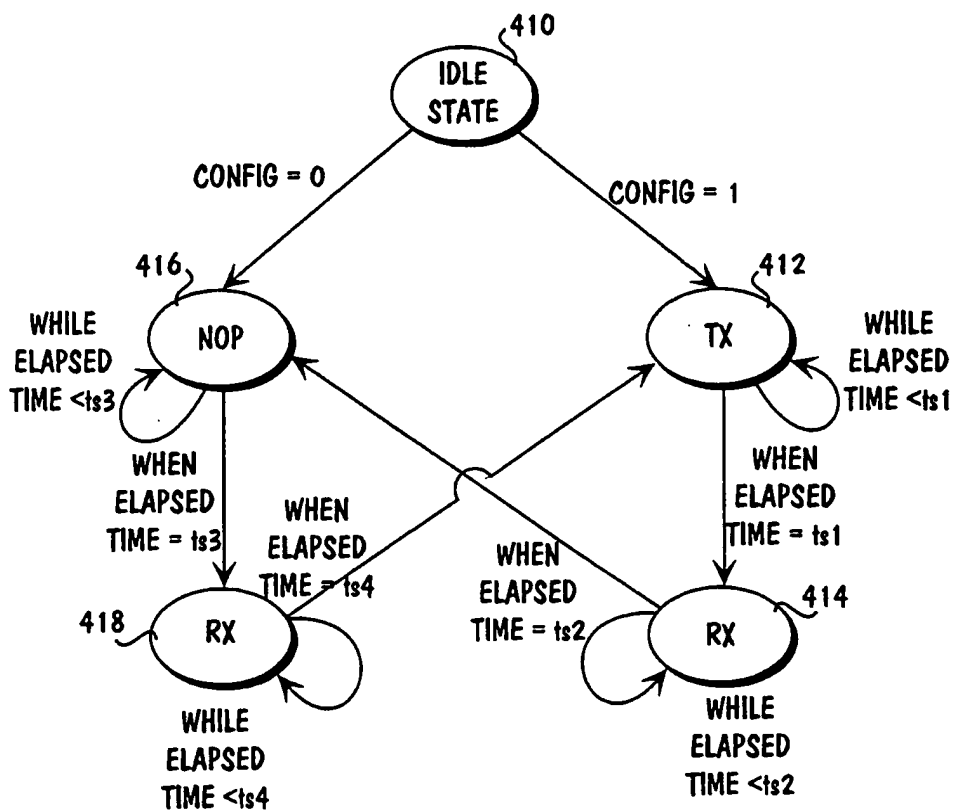 410
IDLE
STATE
CONFIG = 0
CONFIG = 1
416
412
NOP
TX
WHILE
ELAPSED
TIME <ts3
WHILE
ELAPSED
TIME <ts1
WHEN
ELAPSED
TIME = ts3
WHEN
ELAPSED
TIME = ts4
WHEN
ELAPSED
TIME = ts2
WHEN
ELAPSED
TIME = ts1
418
RX
414
RX
WHILE
ELAPSED
TIME <ts4
WHILE
ELAPSED
TIME <ts2